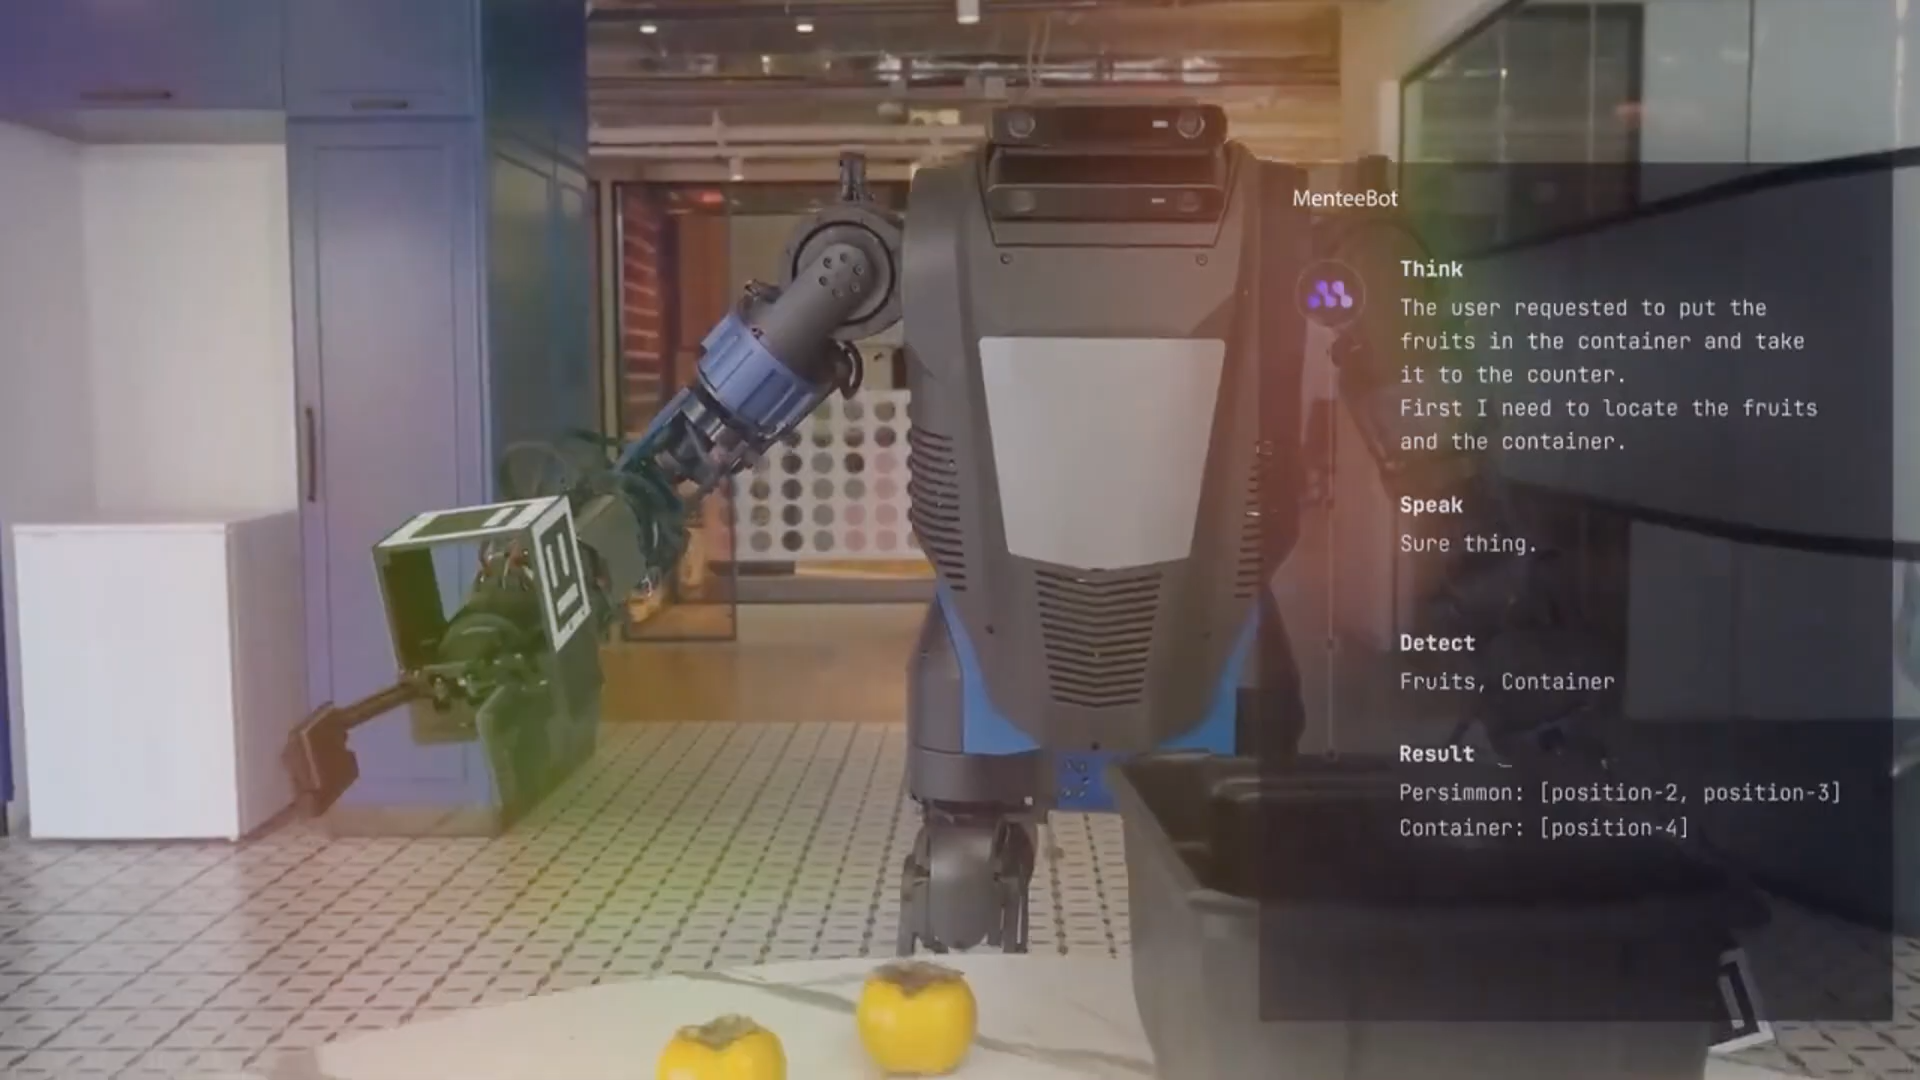 MenteeBot
Think
The user requested to put the
fruits in the container and take
it to the counter.
First I need to locate the fruits
and the container.
Speak
Sure thing.
Detect
Fruits, Container
Result
Persimmon: [position-2, position-3]
Container: [position-4]